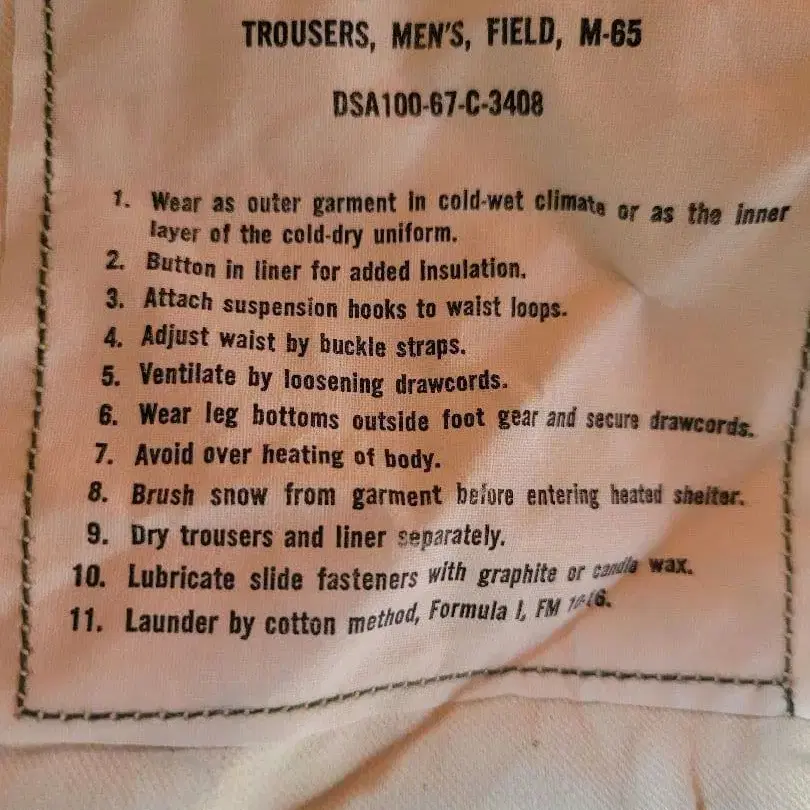 TROUSERS, MEN'S, FIELD, M-65
DSA100-67-C-3408
1. Wear as outer garment in cold-wet climate or as the inner
layer of the cold-dry uniform.
2. Button in liner for added insulation.
3. Attach suspension hooks to waist loops.
4. Adjust waist by buckle straps.
5. Ventilate by loosening drawcords.
6. Wear leg bottoms outside foot gear and secure drawcords.
7. Avoid over heating of body.
8. Brush snow from garment before entering heated shelter.
9. Dry trousers and liner separately.
10. Lubricate slide fasteners with graphite or candle wax.
11. Launder by cotton method, Formula I, FM